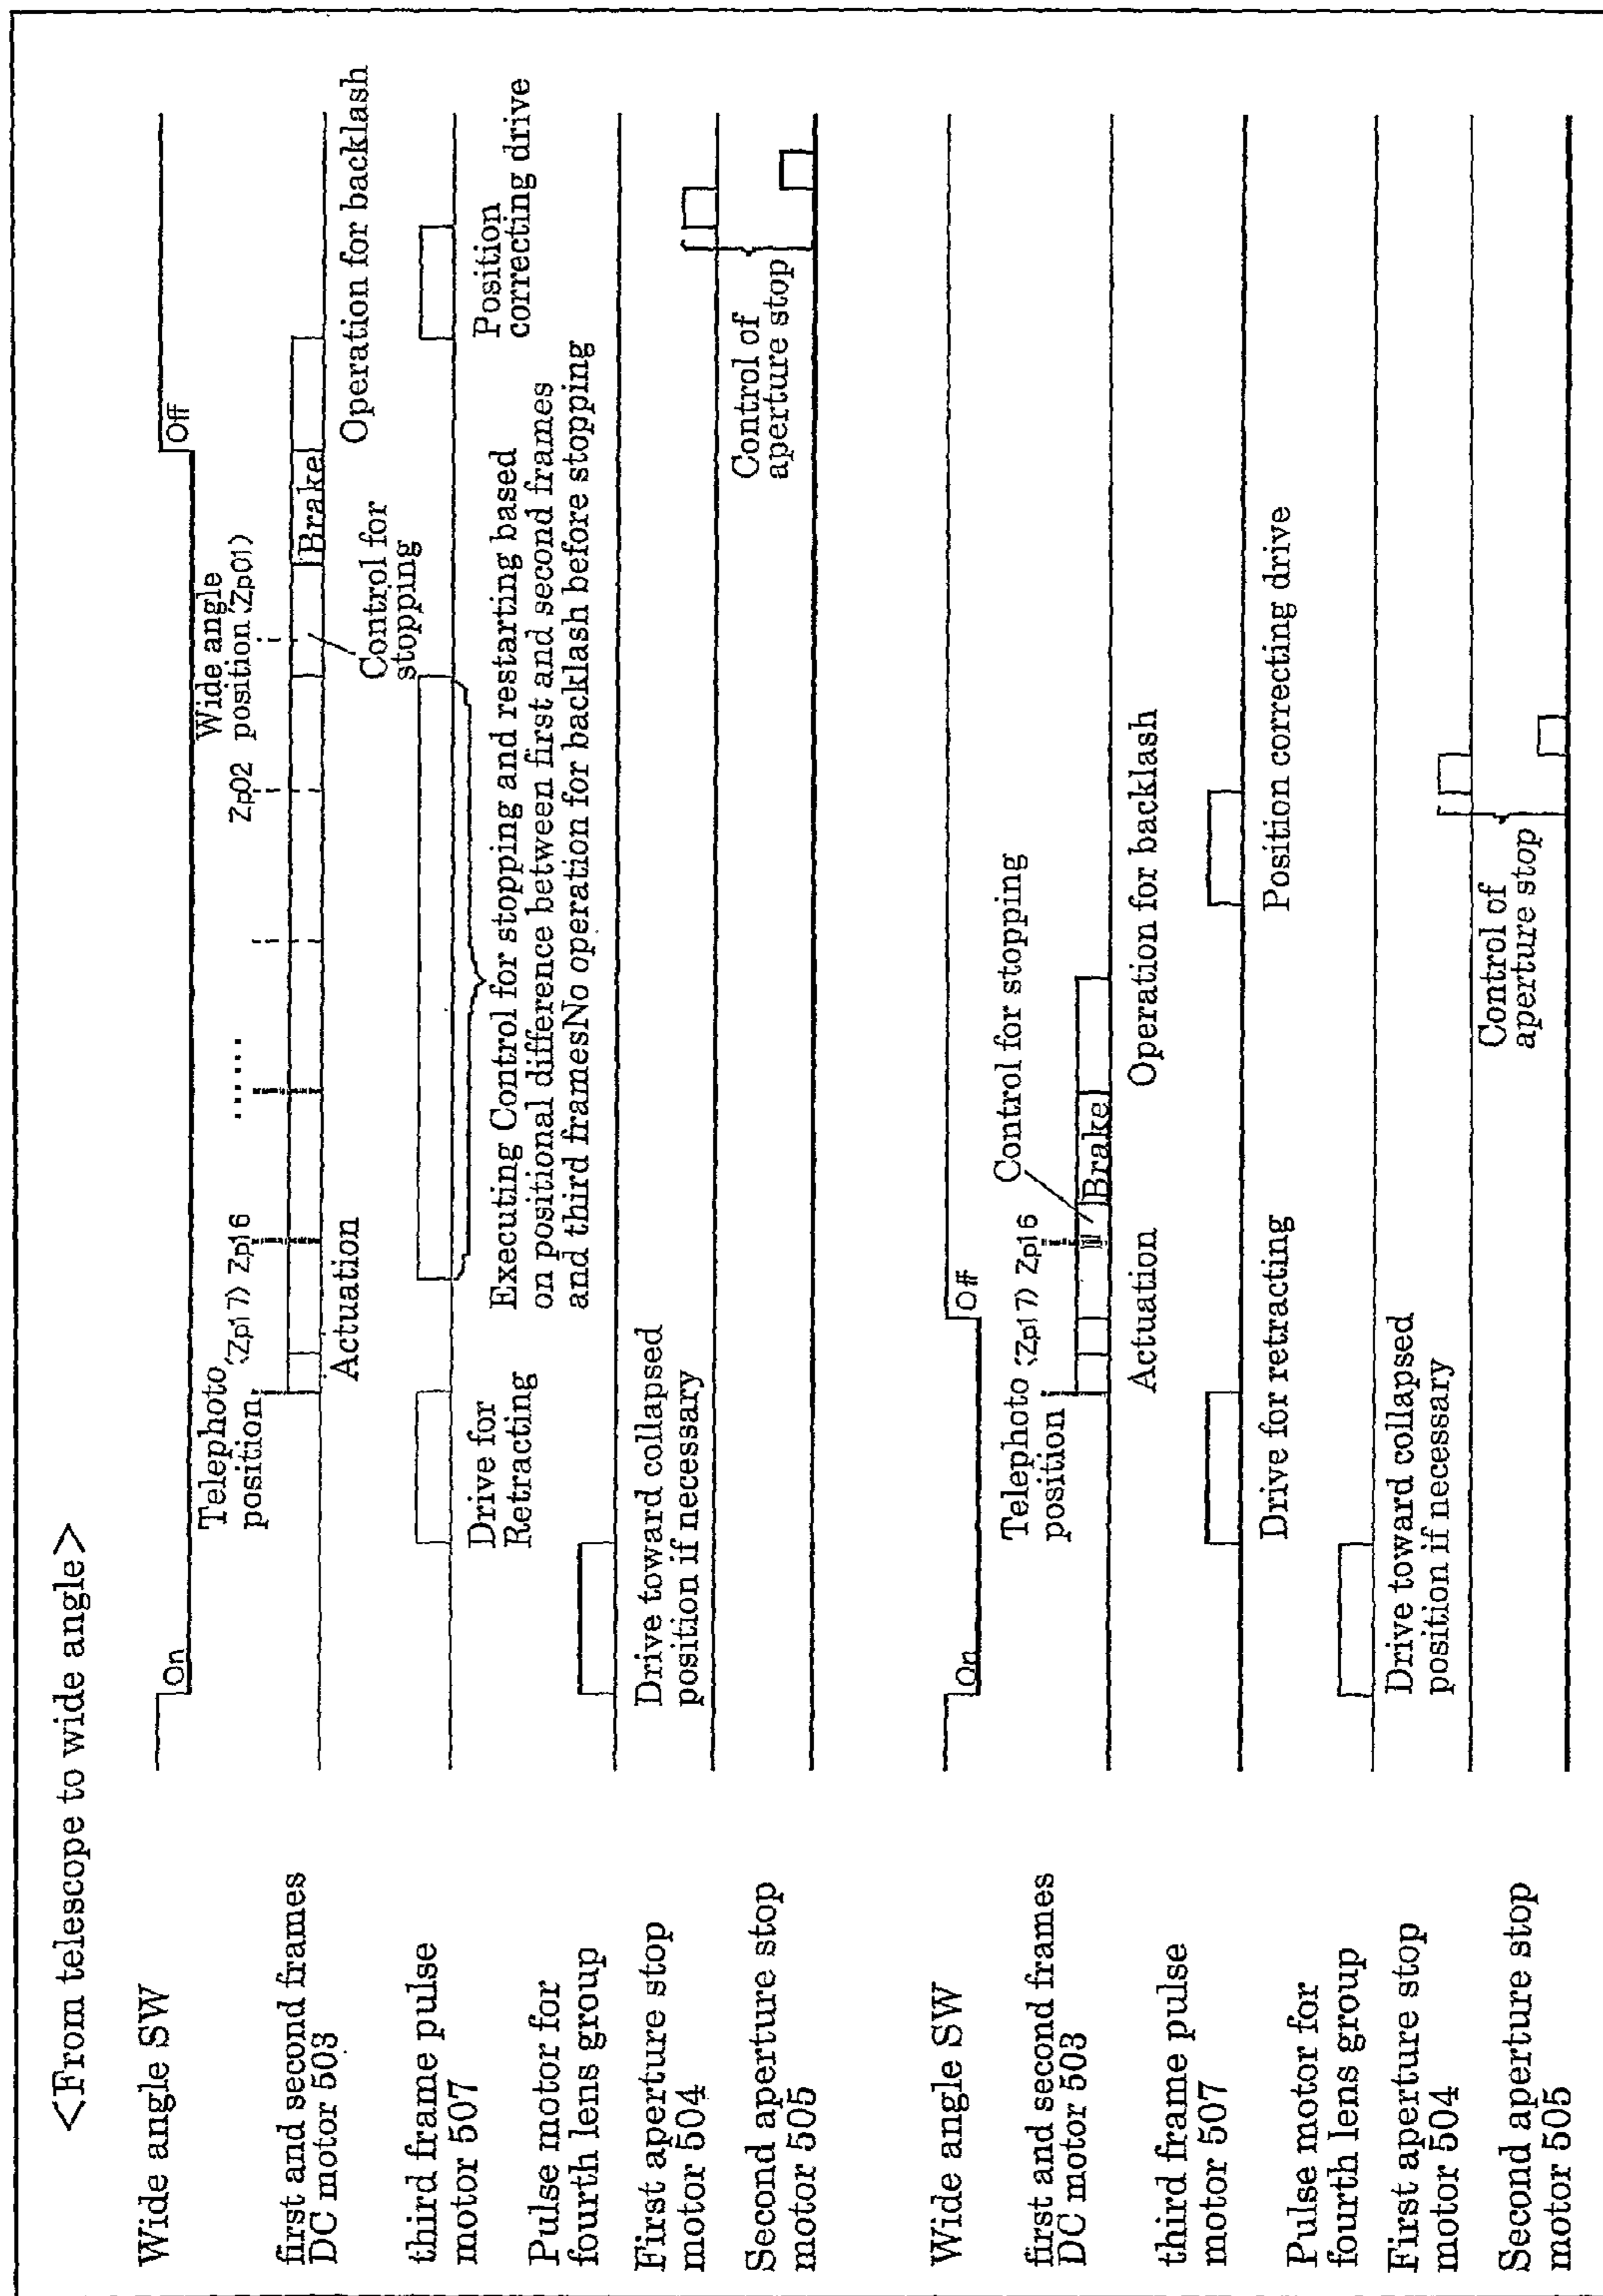 <From telescope to wide angle>
Wide angle SW
On
Off
first and second frames
DC motor 503
Telephoto
position
(Zp17) Zp16
......
Zp02
Wide angle
position (Zp01)
Actuation
Control for
stopping
Brake
Operation for backlash
third frame pulse
motor 507
Drive for
Retracting
Executing Control for stopping and restarting based
on positional difference between first and second frames
and third framesNo operation for backlash before stopping
Position
correcting drive
Pulse motor for
fourth lens group
Drive toward collapsed
position if necessary
First aperture stop
motor 504
Control of
aperture stop
Second aperture stop
motor 505
Wide angle SW
On
Off
first and second frames
DC motor 503
Telephoto
position
(Zp17) Zp16
Control for stopping
Actuation
Brake
Operation for backlash
third frame pulse
motor 507
Drive for retracting
Position correcting drive
Pulse motor for
fourth lens group
Drive toward collapsed
position if necessary
First aperture stop
motor 504
Control of
aperture stop
Second aperture stop
motor 505